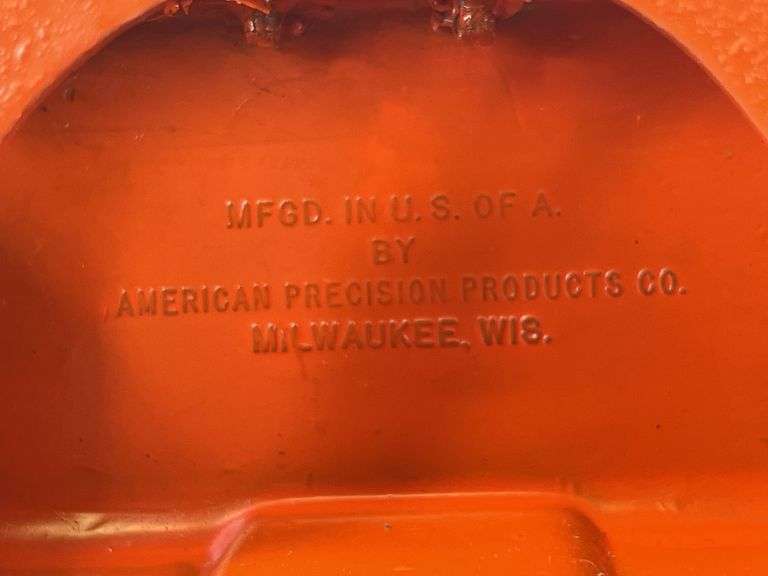 MFGD. IN U. S. OF A.
BY
AMERICAN PRECISION PRODUCTS CO.
MILWAUKEE, WIS.